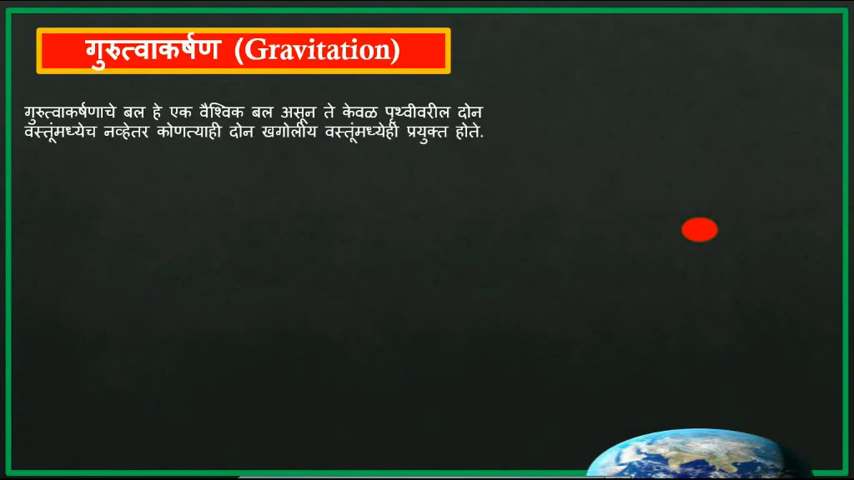 गुरुत्वाकर्षण (Gravitation)
गुरुत्वाकर्षणाचे बल हे एक वैश्विक बल असून ते केवळ पृथ्वीवरील दोन
वस्तूंमध्येच नव्हेतर कोणत्याही दोन खगोलीय वस्तूंमध्येही प्रयुक्त होते.